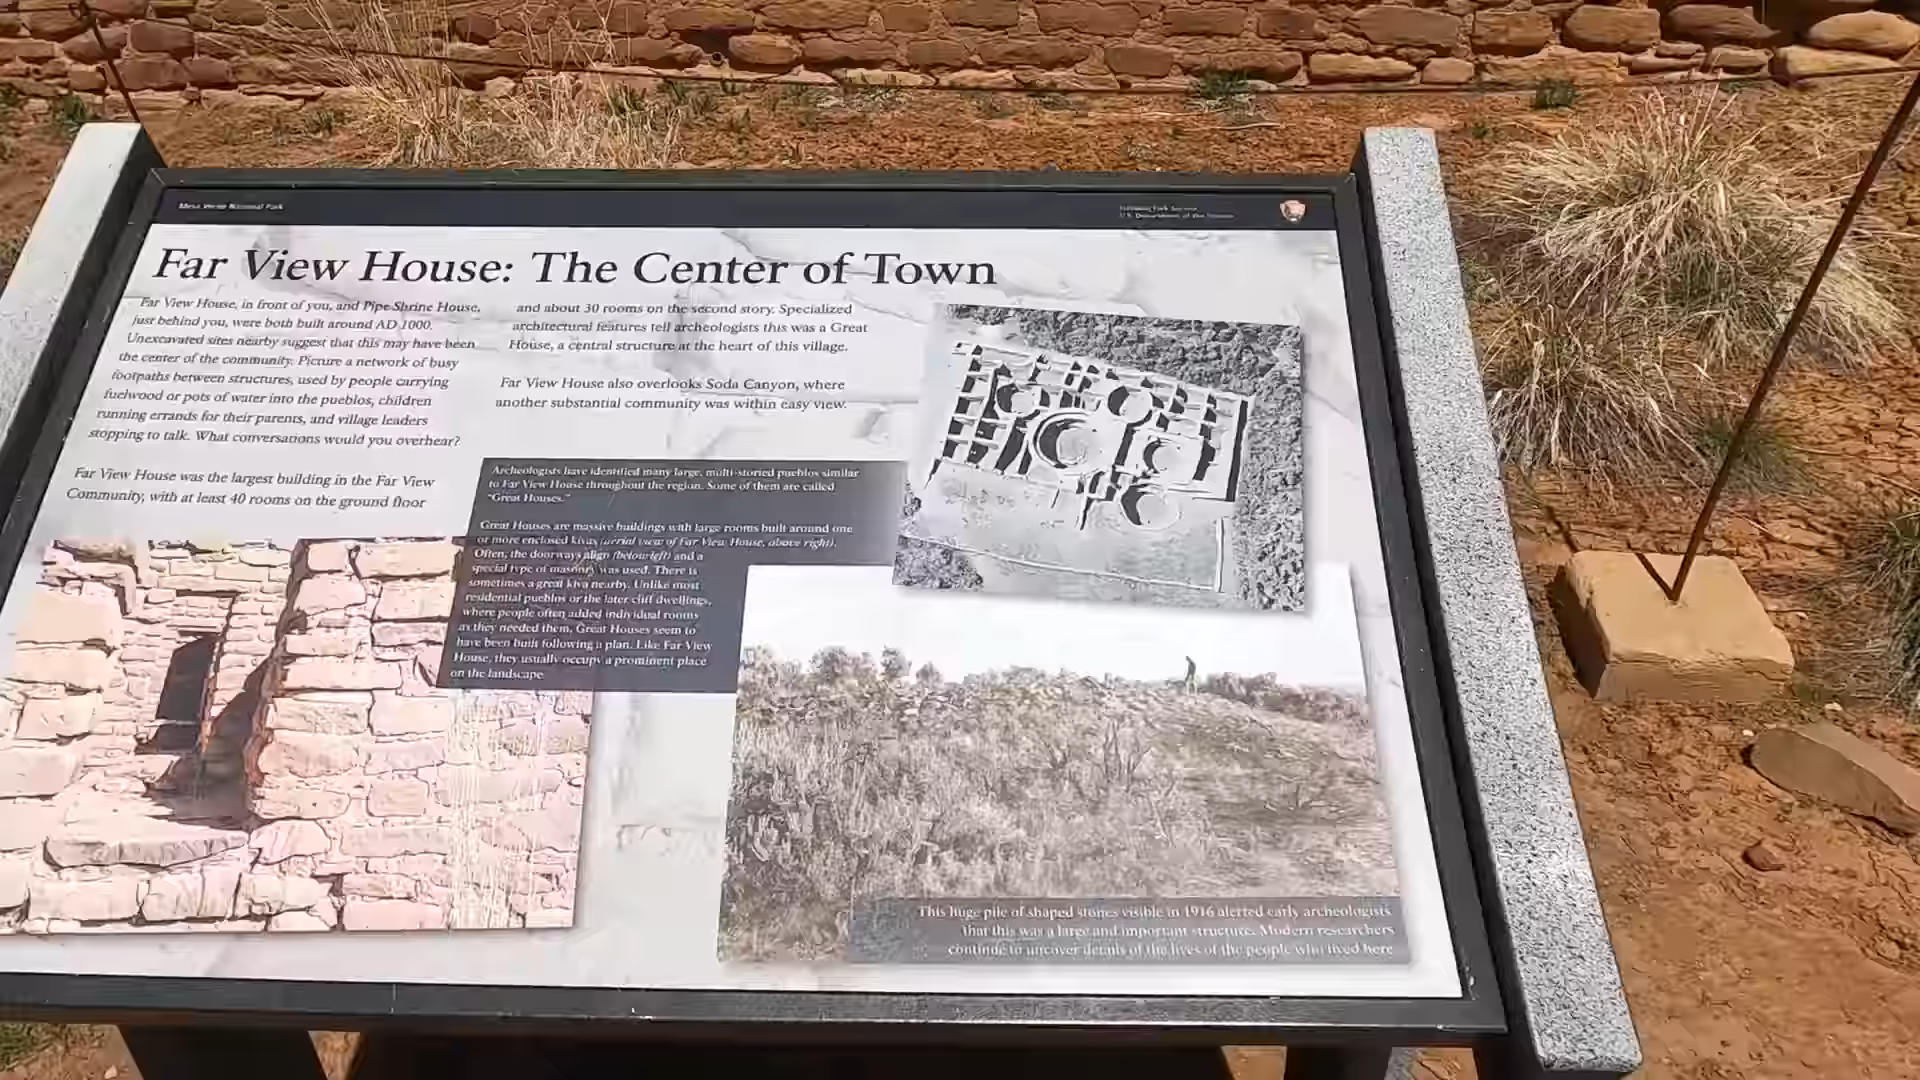 Mesa Verde National Park
National Park Service
U.S. Department of the Interior
Far View House: The Center of Town
Far View House, in front of you, and Pipe Shrine House,
just behind you, were both built around AD 1000.
Unexcavated sites nearby suggest that this may have been
the center of the community. Picture a network of busy
footpaths between structures, used by people carrying
fuelwood or pots of water into the pueblos, children
running errands for their parents, and village leaders
stopping to talk. What conversations would you overhear?
Far View House was the largest building in the Far View
Community, with at least 40 rooms on the ground floor
and about 30 rooms on the second story. Specialized
architectural features tell archeologists this was a Great
House, a central structure at the heart of this village.
Far View House also overlooks Soda Canyon, where
another substantial community was within easy view.
Archeologists have identified many large, multi-storied pueblos similar
to Far View House throughout the region. Some of them are called
"Great Houses."
Great Houses are massive buildings with large rooms built around one
or more enclosed kivas (aerial view of Far View House, above right).
Often, the doorways align (below left) and a
special type of masonry was used. There is
sometimes a great kiva nearby. Unlike most
residential pueblos or the later cliff dwellings,
where people often added individual rooms
as they needed them, Great Houses seem to
have been built following a plan. Like Far View
House, they usually occupy a prominent place
on the landscape.
This huge pile of shaped stones visible in 1916 alerted early archeologists
that this was a large and important structure. Modern researchers
continue to uncover details of the lives of the people who lived here